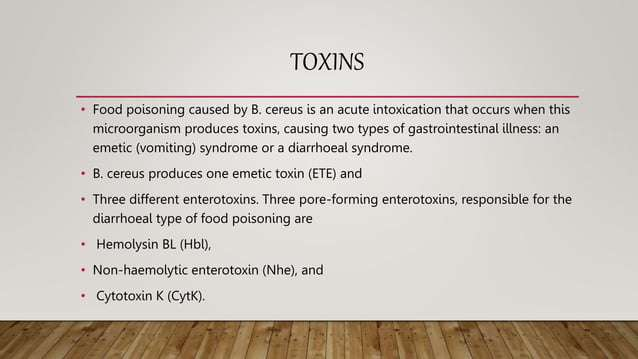 TOXINS
• Food poisoning caused by B. cereus is an acute intoxication that occurs when this
microorganism produces toxins, causing two types of gastrointestinal illness: an
emetic (vomiting) syndrome or a diarrhoeal syndrome.
• B. cereus produces one emetic toxin (ETE) and
• Three different enterotoxins. Three pore-forming enterotoxins, responsible for the
diarrhoeal type of food poisoning are
• Hemolysin BL (Hbl),
• Non-haemolytic enterotoxin (Nhe), and
• Cytotoxin K (CytK).